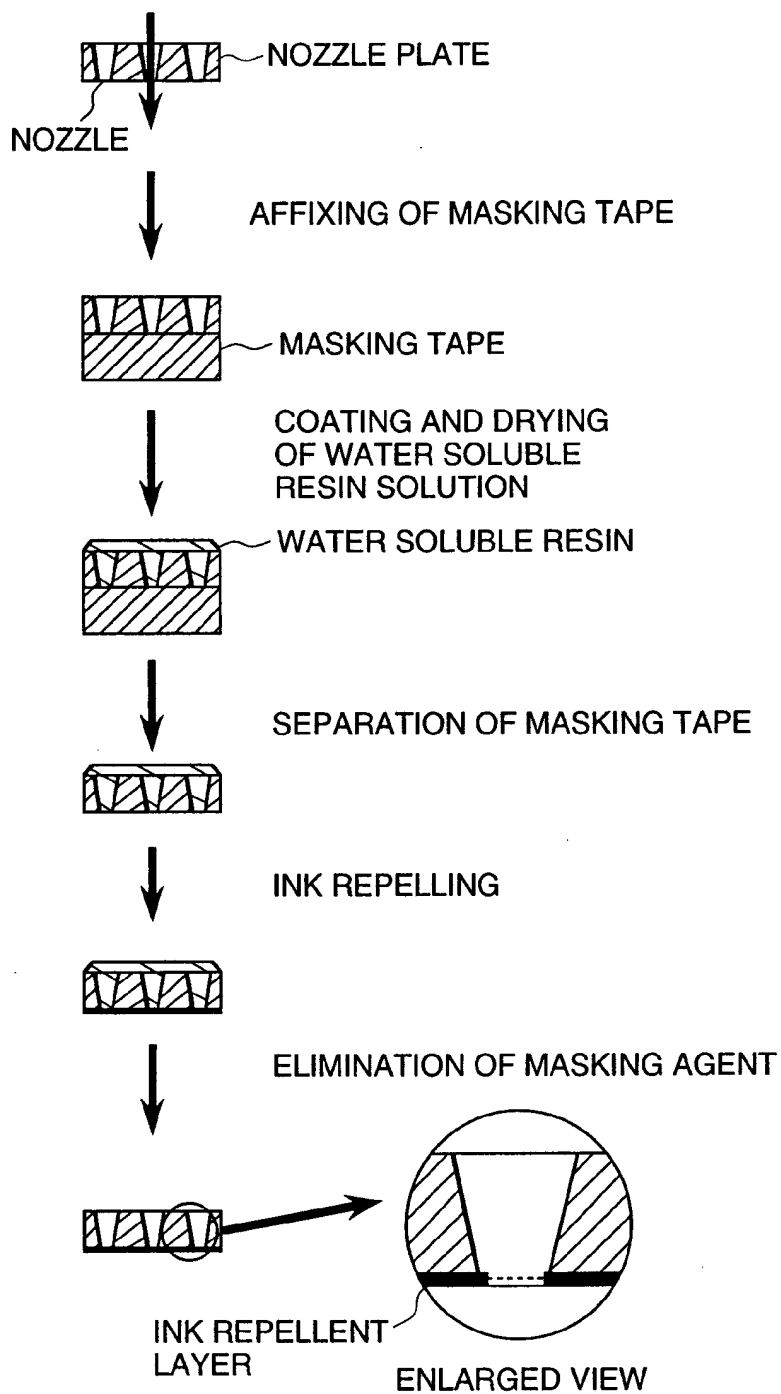 NOZZLE PLATE
NOZZLE
AFFIXING OF MASKING TAPE
MASKING TAPE
COATING AND DRYING
OF WATER SOLUBLE
RESIN SOLUTION
WATER SOLUBLE RESIN
SEPARATION OF MASKING TAPE
INK REPELLING
ELIMINATION OF MASKING AGENT
INK REPELLENT
LAYER
ENLARGED VIEW